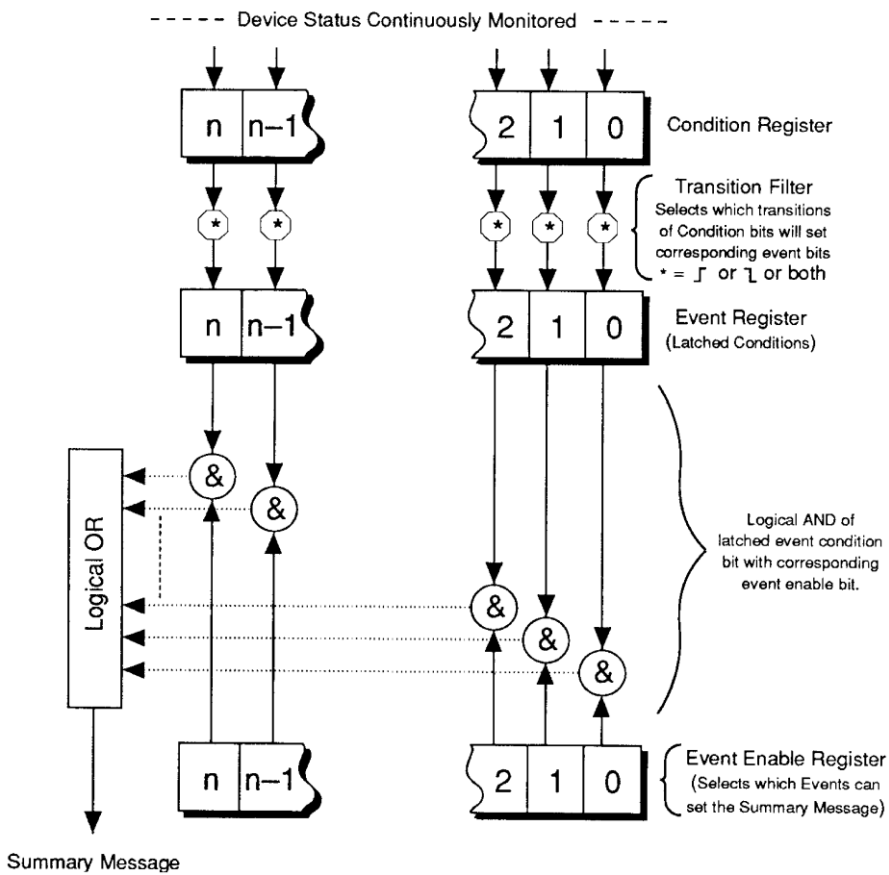 Device Status Continuously Monitored
n n–1 2 1 0
Condition Register
Transition Filter
Selects which transitions
of Condition bits will set
corresponding event bits
* * * * *
* = ʃ or ɿ or both
n n–1 2 1 0
Event Register
(Latched Conditions)
&
&
Logical OR
Logical AND of
latched event condition
bit with corresponding
event enable bit.
&
&
&
n n–1 2 1 0
Event Enable Register
(Selects which Events can
set the Summary Message)
Summary Message